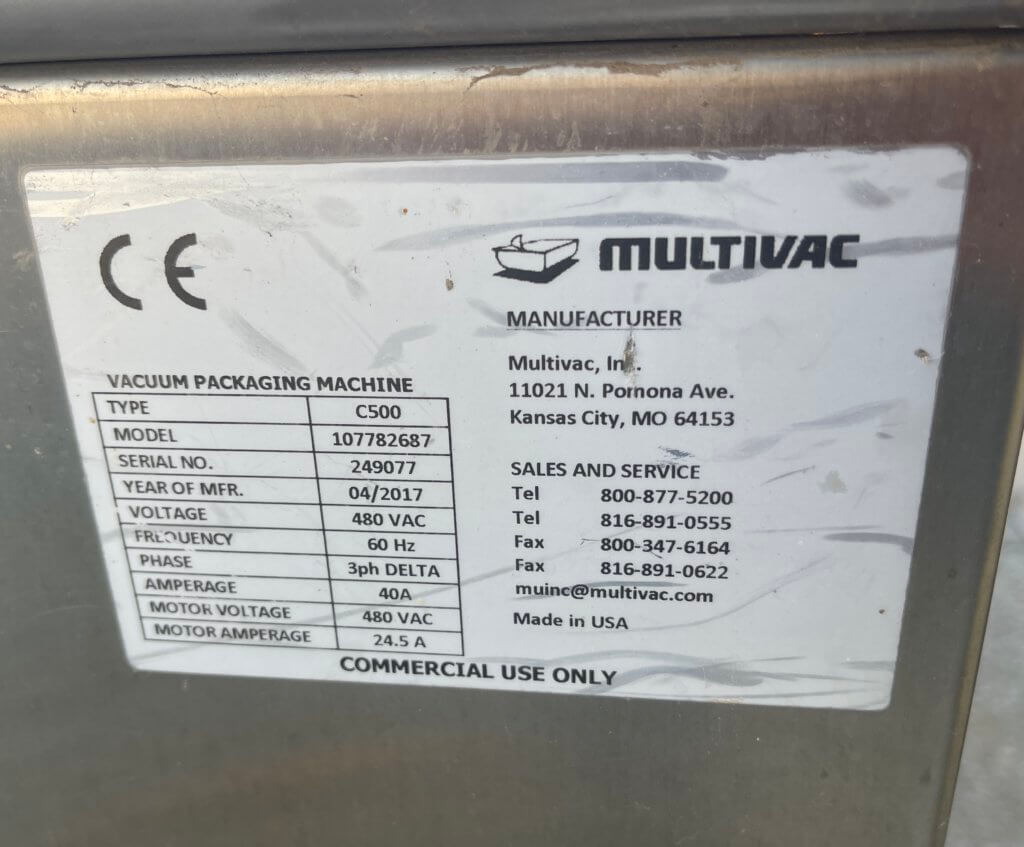 CE
MULTIVAC
MANUFACTURER
Multivac, Inc.
11021 N. Pomona Ave.
Kansas City, MO 64153
VACUUM PACKAGING MACHINE
TYPE C500
MODEL 107782687
SERIAL NO. 249077
YEAR OF MFR. 04/2017
VOLTAGE 480 VAC
FREQUENCY 60 Hz
PHASE 3ph DELTA
AMPERAGE 40A
MOTOR VOLTAGE 480 VAC
MOTOR AMPERAGE 24.5 A
SALES AND SERVICE
Tel 800-877-5200
Tel 816-891-0555
Fax 800-347-6164
Fax 816-891-0622
muinc@multivac.com
Made in USA
COMMERCIAL USE ONLY